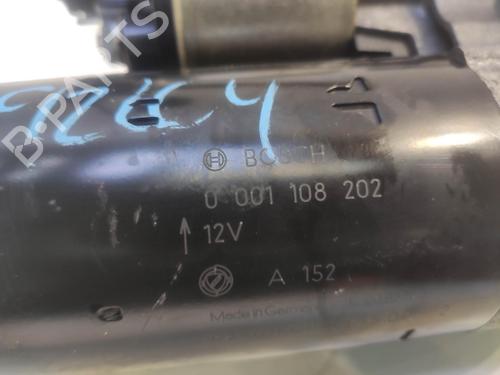 BOSCH
0 001 108 202
12V
A 152
Made in Germany
B-PARTS